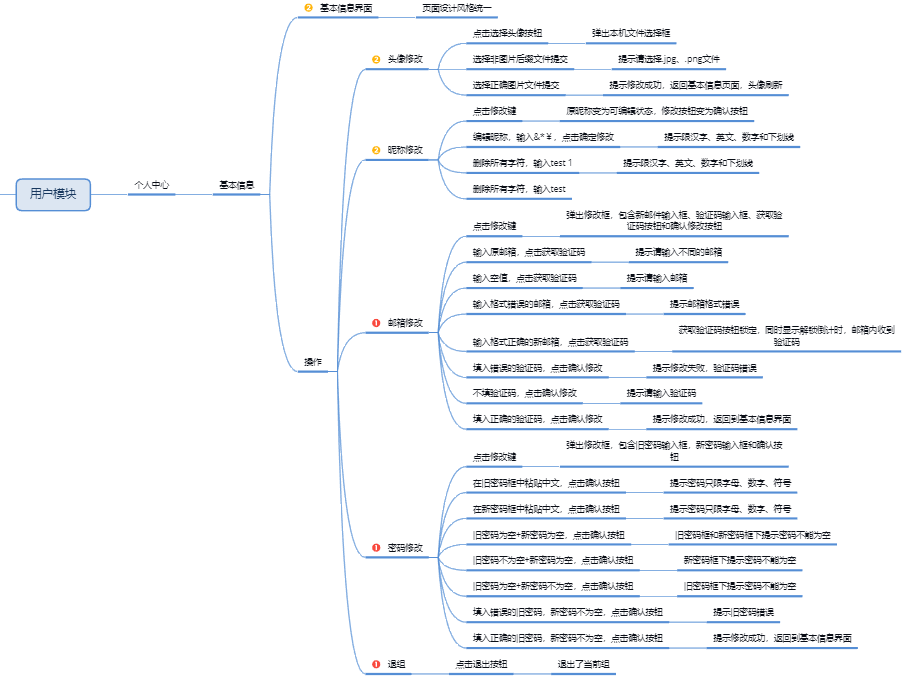 用户模块
个人中心
基本信息
2 基本信息界面
页面设计风格统一
操作
2 头像修改
点击选择头像按钮
弹出本机文件选择框
选择非图片后缀文件提交
提示请选择.jpg、.png文件
选择正确图片文件提交
提示修改成功，返回基本信息页面，头像刷新
2 昵称修改
点击修改键
原昵称变为可编辑状态，修改按钮变为确认按钮
编辑昵称，输入&*￥，点击确定修改
提示限汉字、英文、数字和下划线
删除所有字符，输入test 1
提示限汉字、英文、数字和下划线
删除所有字符，输入test
1 邮箱修改
点击修改键
弹出修改框，包含新邮件输入框、验证码输入框、获取验
证码按钮和确认修改按钮
输入原邮箱，点击获取验证码
提示请输入不同的邮箱
输入空值，点击获取验证码
提示请输入邮箱
输入格式错误的邮箱，点击获取验证码
提示邮箱格式错误
输入格式正确的新邮箱，点击获取验证码
获取验证码按钮锁定，同时显示解锁倒计时，邮箱内收到
验证码
填入错误的验证码，点击确认修改
提示修改失败，验证码错误
不填验证码，点击确认修改
提示请输入验证码
填入正确的验证码，点击确认修改
提示修改成功，返回到基本信息界面
1 密码修改
点击修改键
弹出修改框，包含旧密码输入框，新密码输入框和确认按
钮
在旧密码框中粘贴中文，点击确认按钮
提示密码只限字母、数字、符号
在新密码框中粘贴中文，点击确认按钮
提示密码只限字母、数字、符号
旧密码为空+新密码为空，点击确认按钮
旧密码框和新密码框下提示密码不能为空
旧密码不为空+新密码为空，点击确认按钮
新密码框下提示密码不能为空
旧密码为空+新密码不为空，点击确认按钮
旧密码框下提示密码不能为空
填入错误的旧密码，新密码不为空，点击确认按钮
提示旧密码错误
填入正确的旧密码，新密码不为空，点击确认按钮
提示修改成功，返回到基本信息界面
1 退组
点击退出按钮
退出了当前组